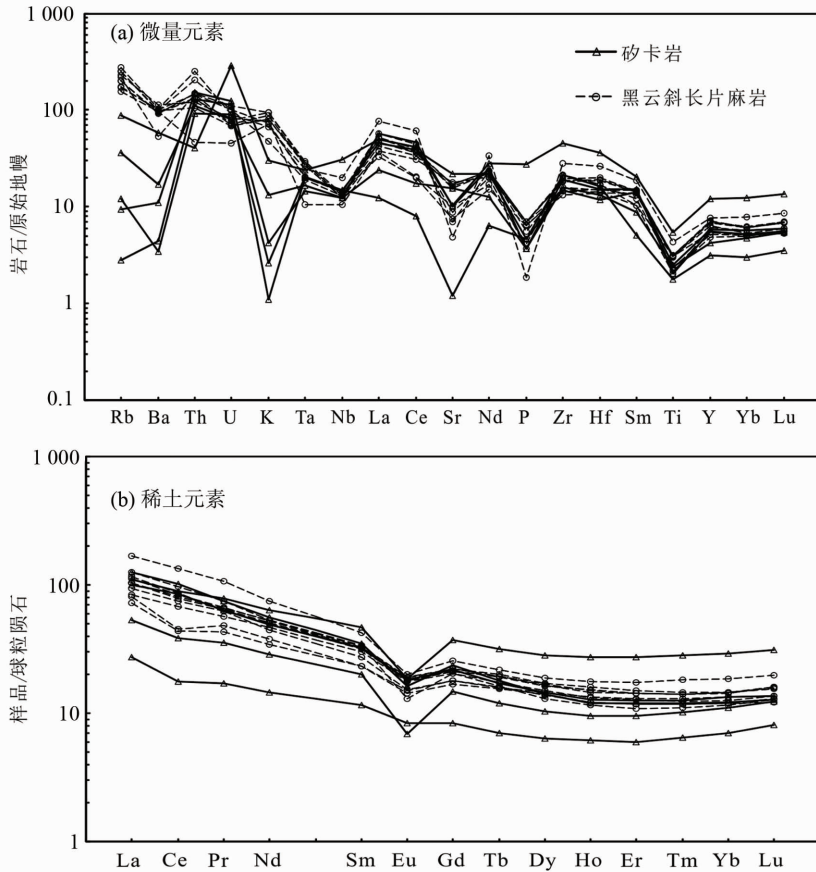 1 000
(a) 微量元素
矽卡岩
黑云斜长片麻岩
100
10
1
0.1
岩石/原始地幔
Rb Ba Th U K Ta Nb La Ce Sr Nd P Zr Hf Sm Ti Y Yb Lu
1 000
(b) 稀土元素
100
10
1
样品/球粒陨石
La Ce Pr Nd Sm Eu Gd Tb Dy Ho Er Tm Yb Lu